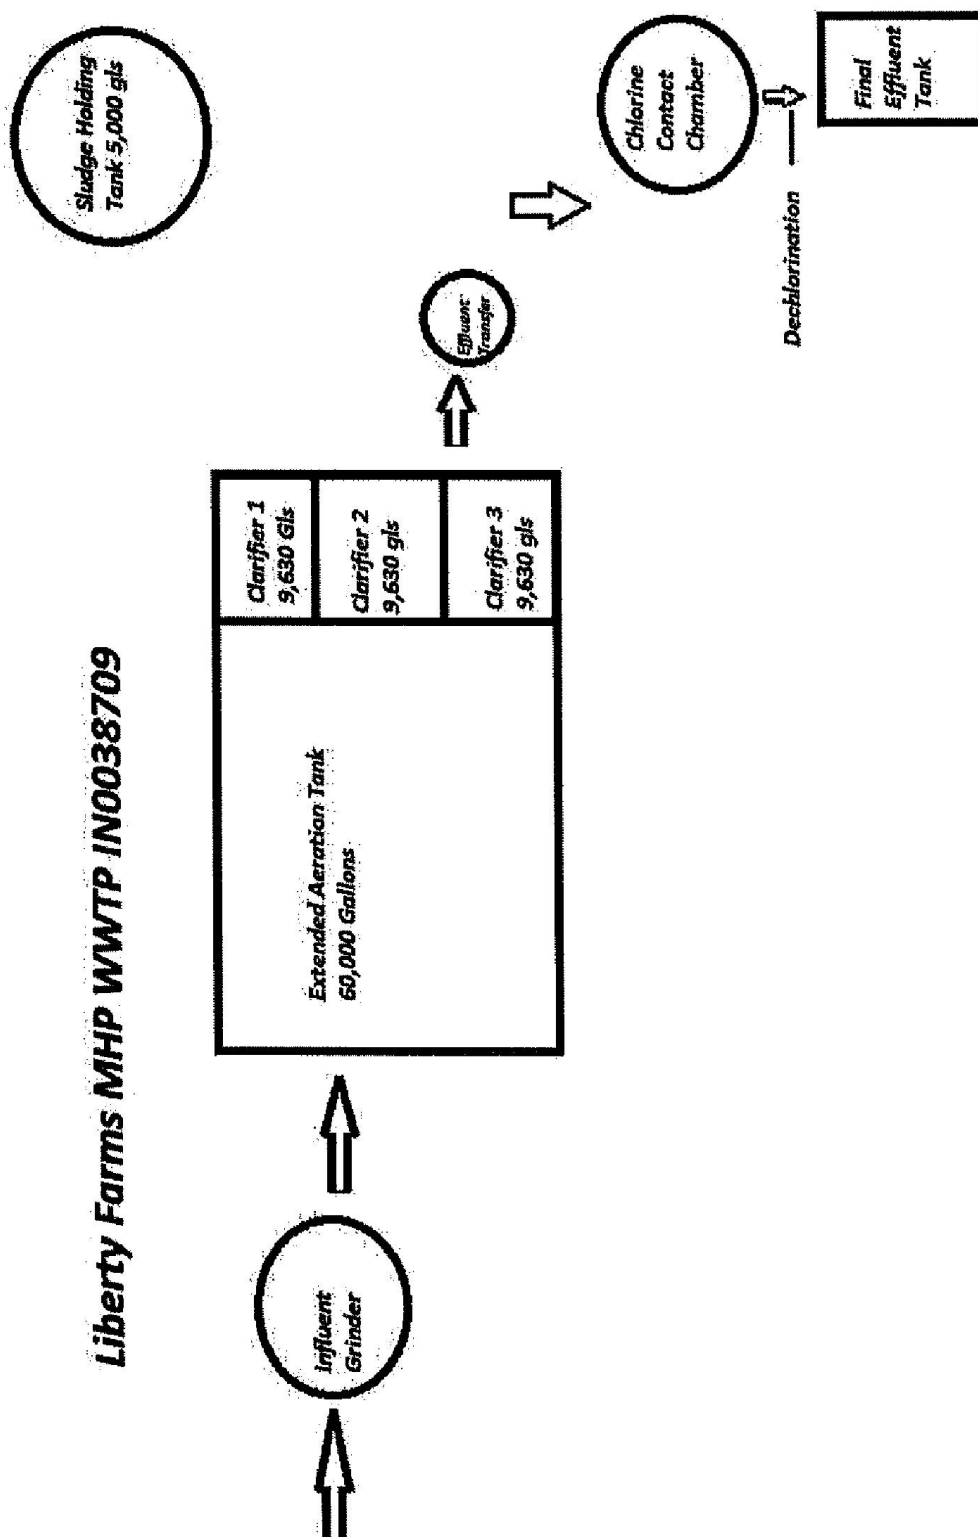 Liberty Farms MHP WWTP IN0038709
Influent
Grinder
Extended Aeration Tank
60,000 Gallons
Clarifier 1
9,630 Gls
Clarifier 2
9,630 gls
Clarifier 3
9,630 gls
Effluent
Transfer
Sludge Holding
Tank 5,000 gls
Chlorine
Contact
Chamber
Dechlorination
Final
Effluent
Tank